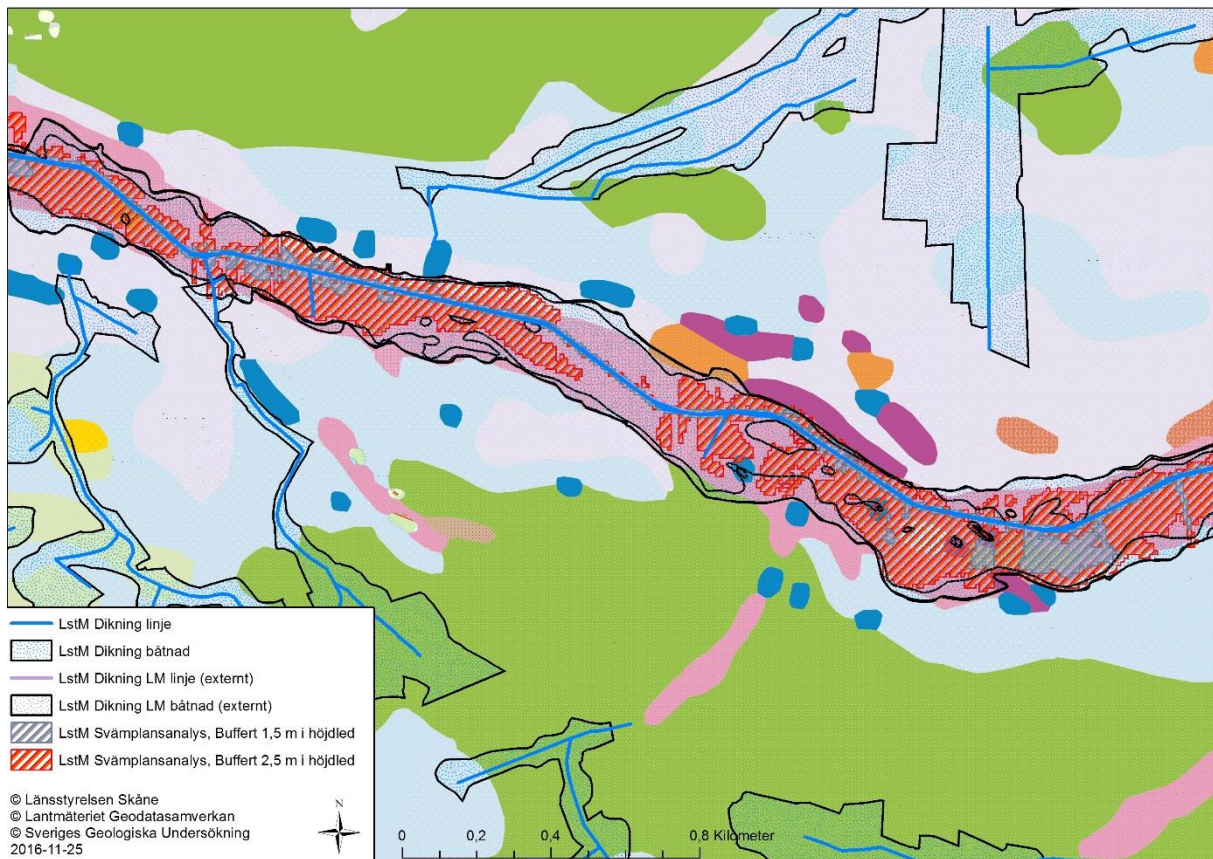 LstM Dikning linje
LstM Dikning båtnad
LstM Dikning LM linje (externt)
LstM Dikning LM båtnad (externt)
LstM Svämplansanalys, Buffert 1,5 m i höjdled
LstM Svämplansanalys, Buffert 2,5 m i höjdled
© Länsstyrelsen Skåne
© Lantmäteriet Geodatasamverkan
© Sveriges Geologiska Undersökning
2016-11-25
N
0 0,2 0,4 0,8 Kilometer